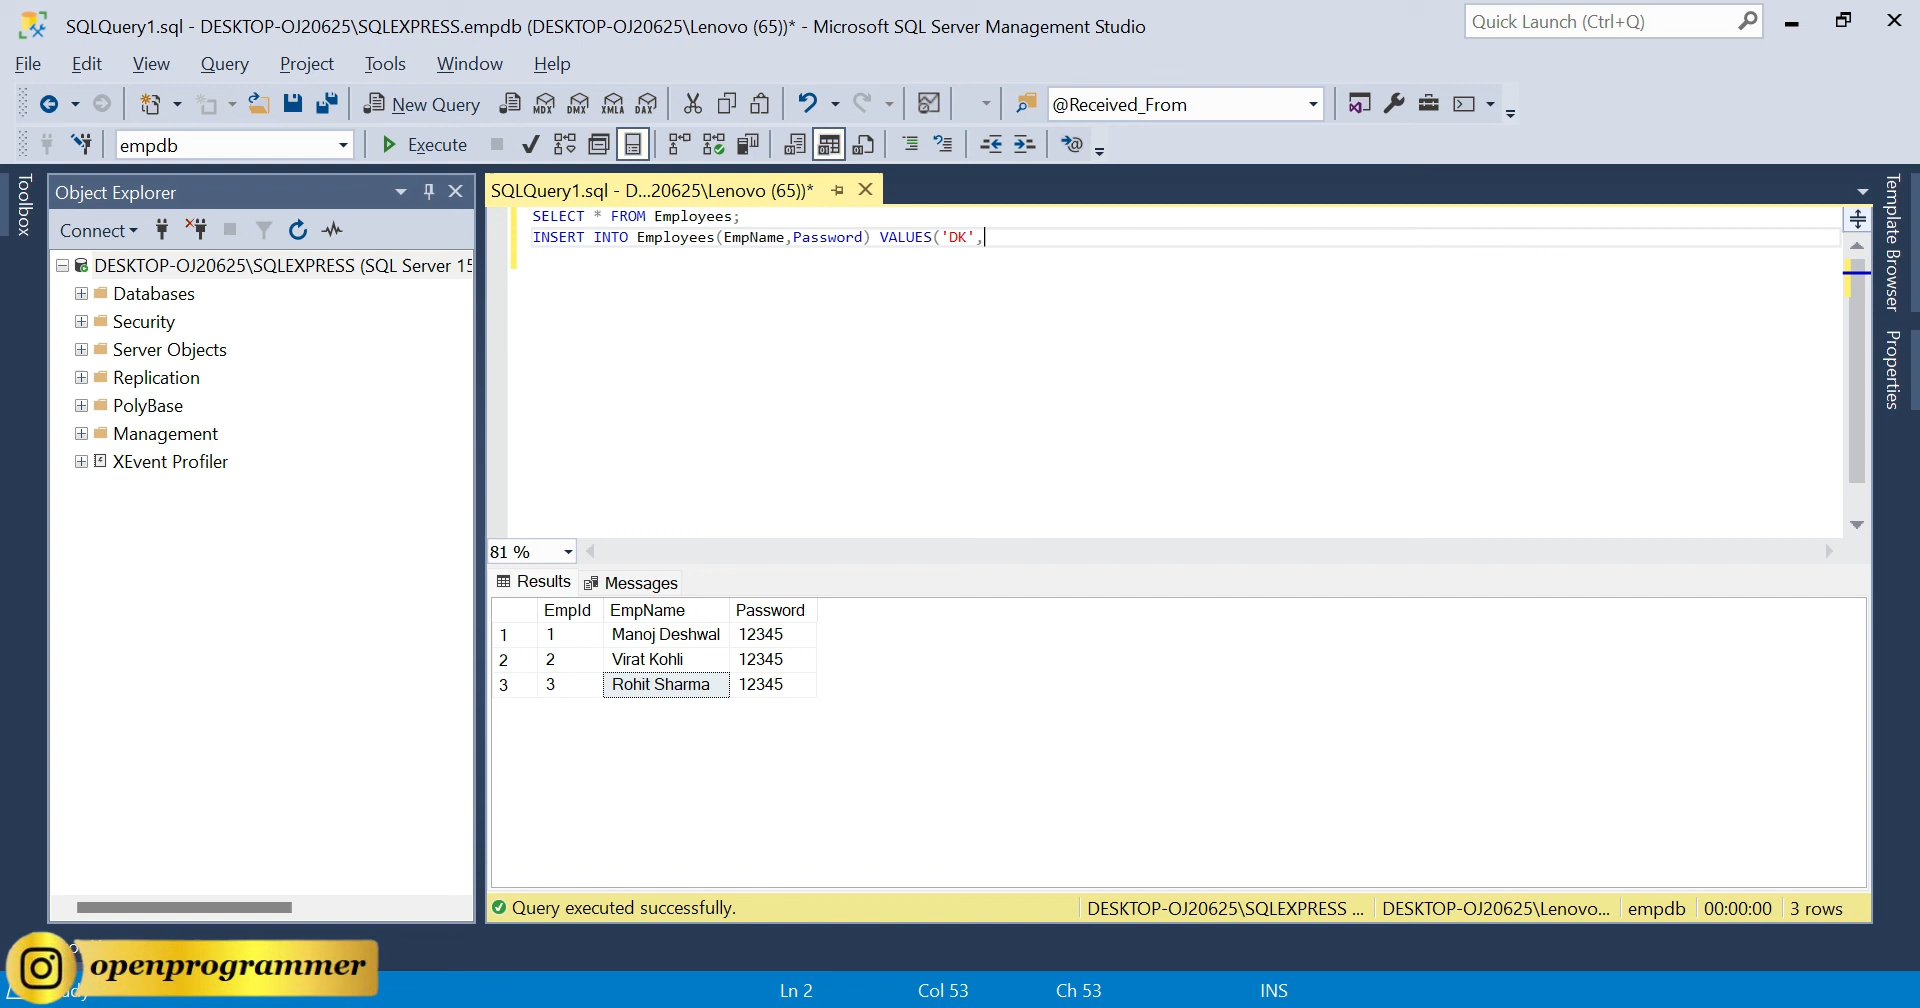 SQLQuery1.sql - DESKTOP-OJ20625\SQLEXPRESS.empdb (DESKTOP-OJ20625\Lenovo (65))* - Microsoft SQL Server Management Studio
Quick Launch (Ctrl+Q)
File Edit View Query Project Tools Window Help
New Query MDX DMX XMLA DAX @Received_From
empdb Execute
Toolbox
Object Explorer
Connect
DESKTOP-OJ20625\SQLEXPRESS (SQL Server 15
Databases
Security
Server Objects
Replication
PolyBase
Management
XEvent Profiler
SQLQuery1.sql - D...20625\Lenovo (65))*
SELECT * FROM Employees;
INSERT INTO Employees(EmpName,Password) VALUES('DK',
81 %
Results Messages
EmpId EmpName Password
1 1 Manoj Deshwal 12345
2 2 Virat Kohli 12345
3 3 Rohit Sharma 12345
Query executed successfully. DESKTOP-OJ20625\SQLEXPRESS ... DESKTOP-OJ20625\Lenovo... empdb 00:00:00 3 rows
Template Browser
Properties
openprogrammer
Ln 2 Col 53 Ch 53 INS